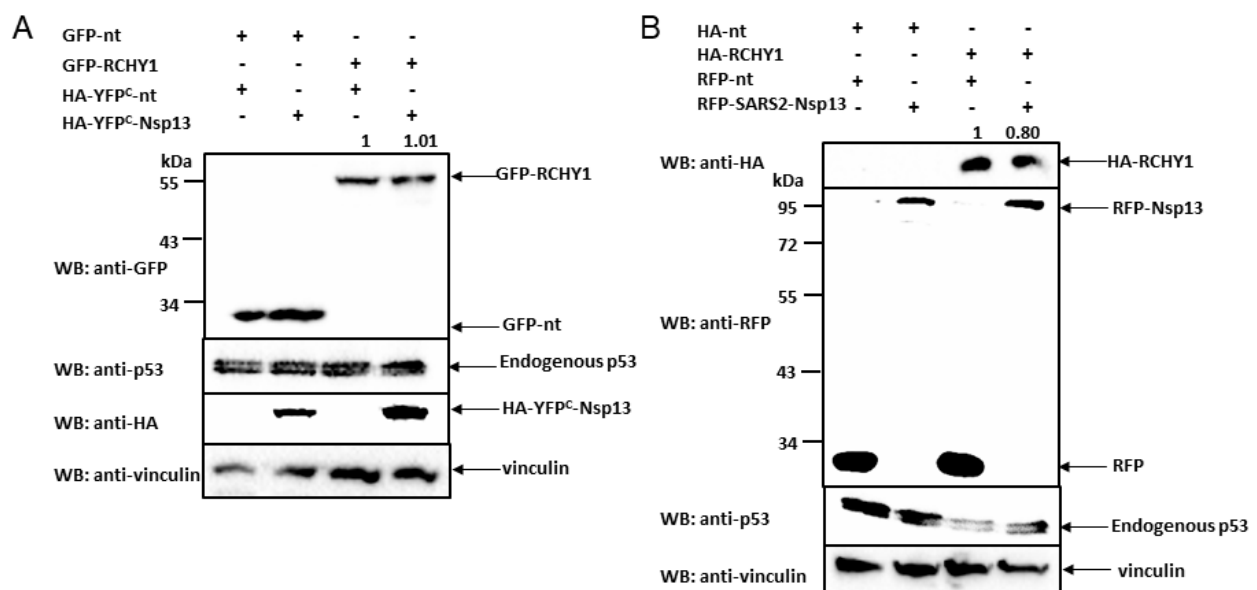 A
GFP-nt + + - -
GFP-RCHY1 - - + +
HA-YFPᶜ-nt + - + -
HA-YFPᶜ-Nsp13 - + - +
1 1.01
kDa
55
GFP-RCHY1
43
WB: anti-GFP
34
GFP-nt
WB: anti-p53
Endogenous p53
WB: anti-HA
HA-YFPᶜ-Nsp13
WB: anti-vinculin
vinculin
B
HA-nt + + - -
HA-RCHY1 - - + +
RFP-nt + - + -
RFP-SARS2-Nsp13 - + - +
1 0.80
WB: anti-HA
HA-RCHY1
kDa
95
RFP-Nsp13
72
55
WB: anti-RFP
43
34
RFP
WB: anti-p53
Endogenous p53
WB: anti-vinculin
vinculin